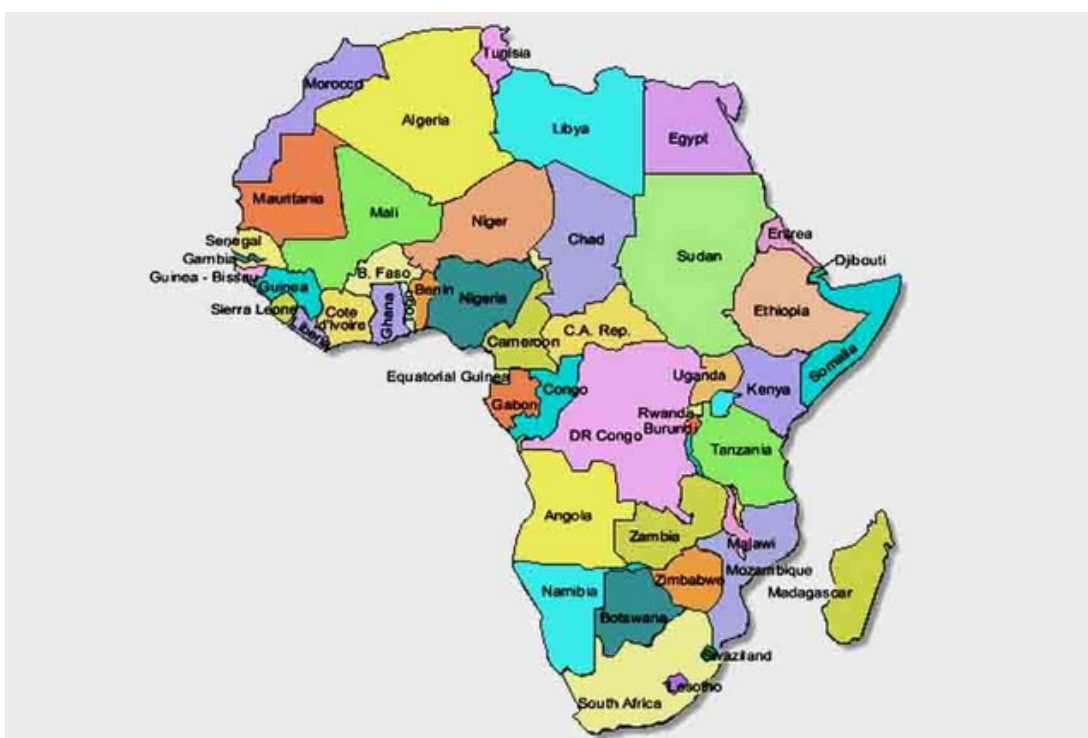 Tunisia
Morocco
Algeria
Libya
Egypt
Mauritania
Mali
Niger
Chad
Sudan
Eritrea
Djibouti
Senegal
Gambia
Guinea - Bissau
Guinea
B. Faso
Benin
Nigeria
Ethiopia
Sierra Leone
Liberia
Cote
d'Ivoire
Ghana
Togo
Cameroon
C.A. Rep.
Somalia
Equatorial Guinea
Gabon
Congo
Uganda
Kenya
Rwanda
Burundi
DR Congo
Tanzania
Angola
Zambia
Malawi
Mozambique
Zimbabwe
Namibia
Madagascar
Botswana
Swaziland
Lesotho
South Africa